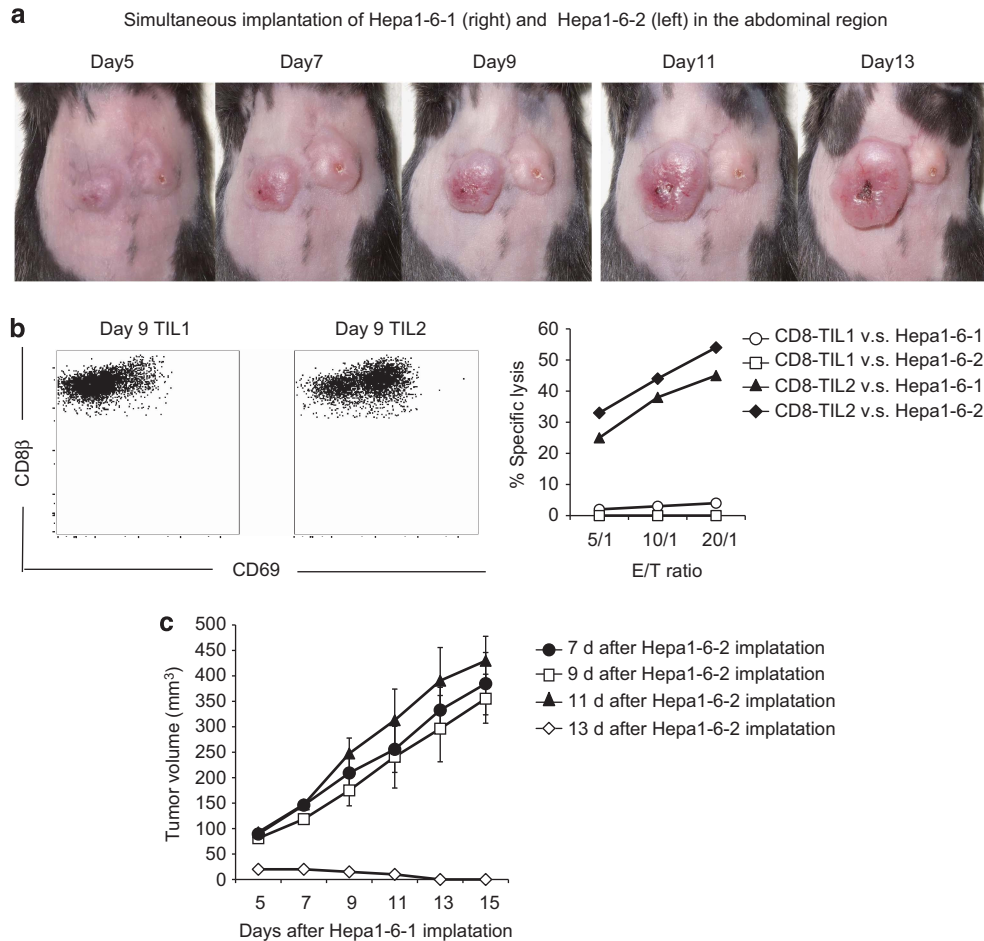 a
Simultaneous implantation of Hepa1-6-1 (right) and Hepa1-6-2 (left) in the abdominal region
Day5 Day7 Day9 Day11 Day13
b
Day 9 TIL1 Day 9 TIL2
CD8β
CD69
60
50
40
30
20
10
0
% Specific lysis
5/1 10/1 20/1
E/T ratio
CD8-TIL1 v.s. Hepa1-6-1
CD8-TIL1 v.s. Hepa1-6-2
CD8-TIL2 v.s. Hepa1-6-1
CD8-TIL2 v.s. Hepa1-6-2
c
500
450
400
350
300
250
200
150
100
50
0
Tumor volume (mm³)
5 7 9 11 13 15
Days after Hepa1-6-1 implatation
7 d after Hepa1-6-2 implatation
9 d after Hepa1-6-2 implatation
11 d after Hepa1-6-2 implatation
13 d after Hepa1-6-2 implatation